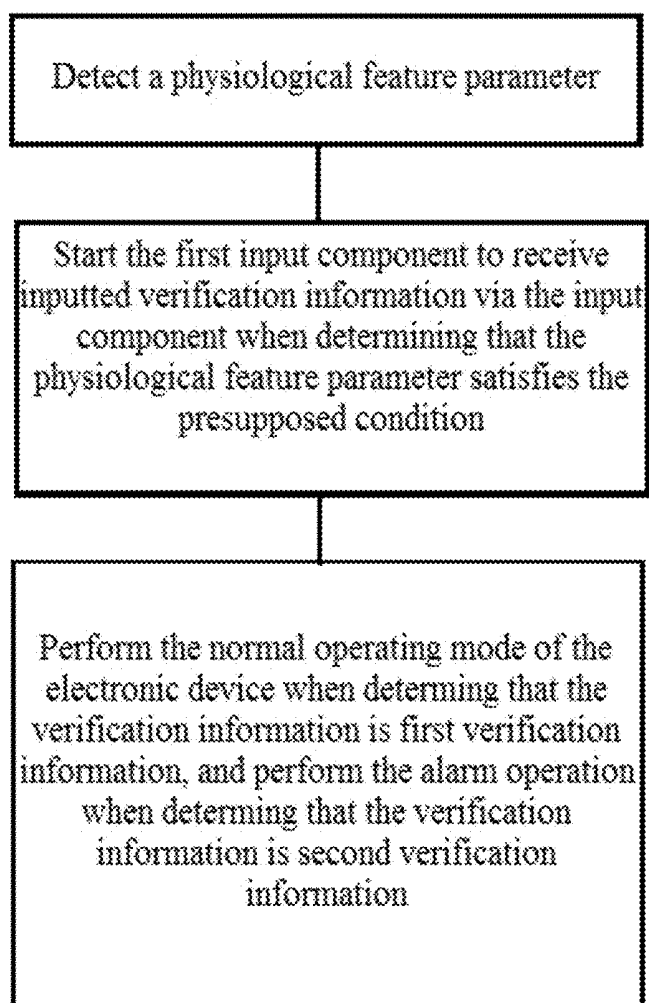 Detect a physiological feature parameter
Start the first input component to receive
inputted verification information via the input
component when determining that the
physiological feature parameter satisfies the
presupposed condition
Perform the normal operating mode of the
electronic device when determing that the
verification information is first verification
information, and perform the alarm operation
when determing that the verification
information is second verification
information